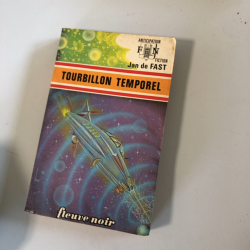 ANTICIPATION
FN
FICTION
Jan de FAST
TOURBILLON TEMPOREL
fleuve noir